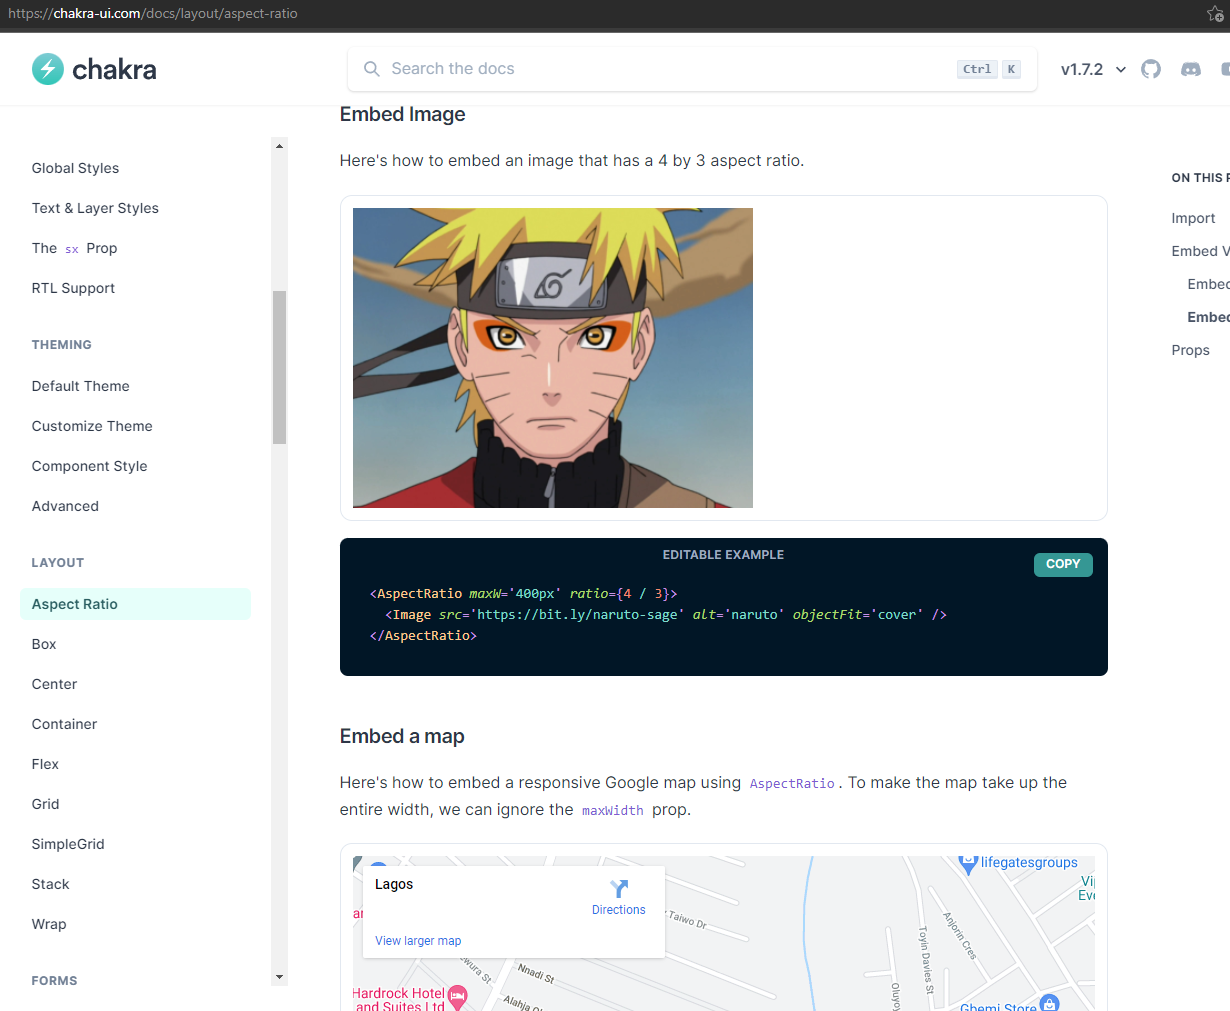 https://chakra-ui.com/docs/layout/aspect-ratio
chakra
Search the docs
Ctrl K
v1.7.2
Global Styles
Text & Layer Styles
The sx Prop
RTL Support
THEMING
Default Theme
Customize Theme
Component Style
Advanced
LAYOUT
Aspect Ratio
Box
Center
Container
Flex
Grid
SimpleGrid
Stack
Wrap
FORMS
Embed Image
Here's how to embed an image that has a 4 by 3 aspect ratio.
EDITABLE EXAMPLE
COPY
<AspectRatio maxW='400px' ratio={4 / 3}>
<Image src='https://bit.ly/naruto-sage' alt='naruto' objectFit='cover' />
</AspectRatio>
Embed a map
Here's how to embed a responsive Google map using AspectRatio. To make the map take up the
entire width, we can ignore the maxWidth prop.
Lagos
Directions
View larger map
Taiwo Dr
lifegatesgroups
Anjorin Cres
Toyin Davies St
Nnadi St
Hardrock Hotel
and Suites Ltd
Gbemi Store
ON THIS
Import
Embed V
Embed
Embed
Props